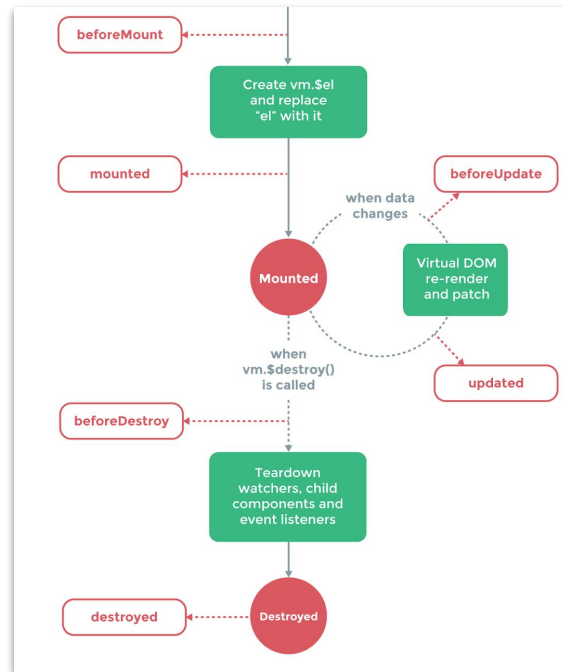 beforeMount
Create vm.$el
and replace
"el" with it
mounted
when data
changes
beforeUpdate
Mounted
Virtual DOM
re-render
and patch
when
vm.$destroy()
is called
updated
beforeDestroy
Teardown
watchers, child
components and
event listeners
destroyed
Destroyed